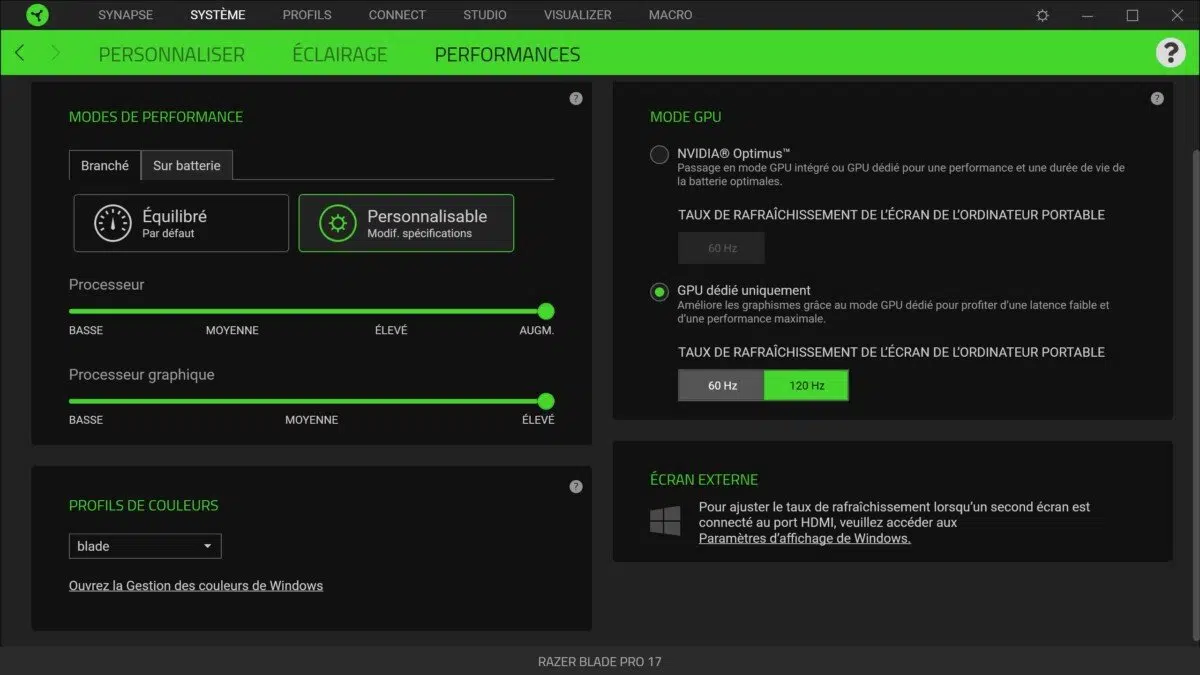 SYNAPSE SYSTÈME PROFILS CONNECT STUDIO VISUALIZER MACRO
PERSONNALISER ÉCLAIRAGE PERFORMANCES ?
MODES DE PERFORMANCE ?
Branché Sur batterie
Équilibré
Par défaut
Personnalisable
Modif. spécifications
Processeur
BASSE MOYENNE ÉLEVÉ AUGM.
Processeur graphique
BASSE MOYENNE ÉLEVÉ
PROFILS DE COULEURS ?
blade
Ouvrez la Gestion des couleurs de Windows
MODE GPU ?
NVIDIA® Optimus™
Passage en mode GPU intégré ou GPU dédié pour une performance et une durée de vie de
la batterie optimales.
TAUX DE RAFRAÎCHISSEMENT DE L’ÉCRAN DE L’ORDINATEUR PORTABLE
60 Hz
GPU dédié uniquement
Améliore les graphismes grâce au mode GPU dédié pour profiter d’une latence faible et
d’une performance maximale.
TAUX DE RAFRAÎCHISSEMENT DE L’ÉCRAN DE L’ORDINATEUR PORTABLE
60 Hz 120 Hz
ÉCRAN EXTERNE
Pour ajuster le taux de rafraîchissement lorsqu’un second écran est
connecté au port HDMI, veuillez accéder aux
Paramètres d’affichage de Windows.
RAZER BLADE PRO 17